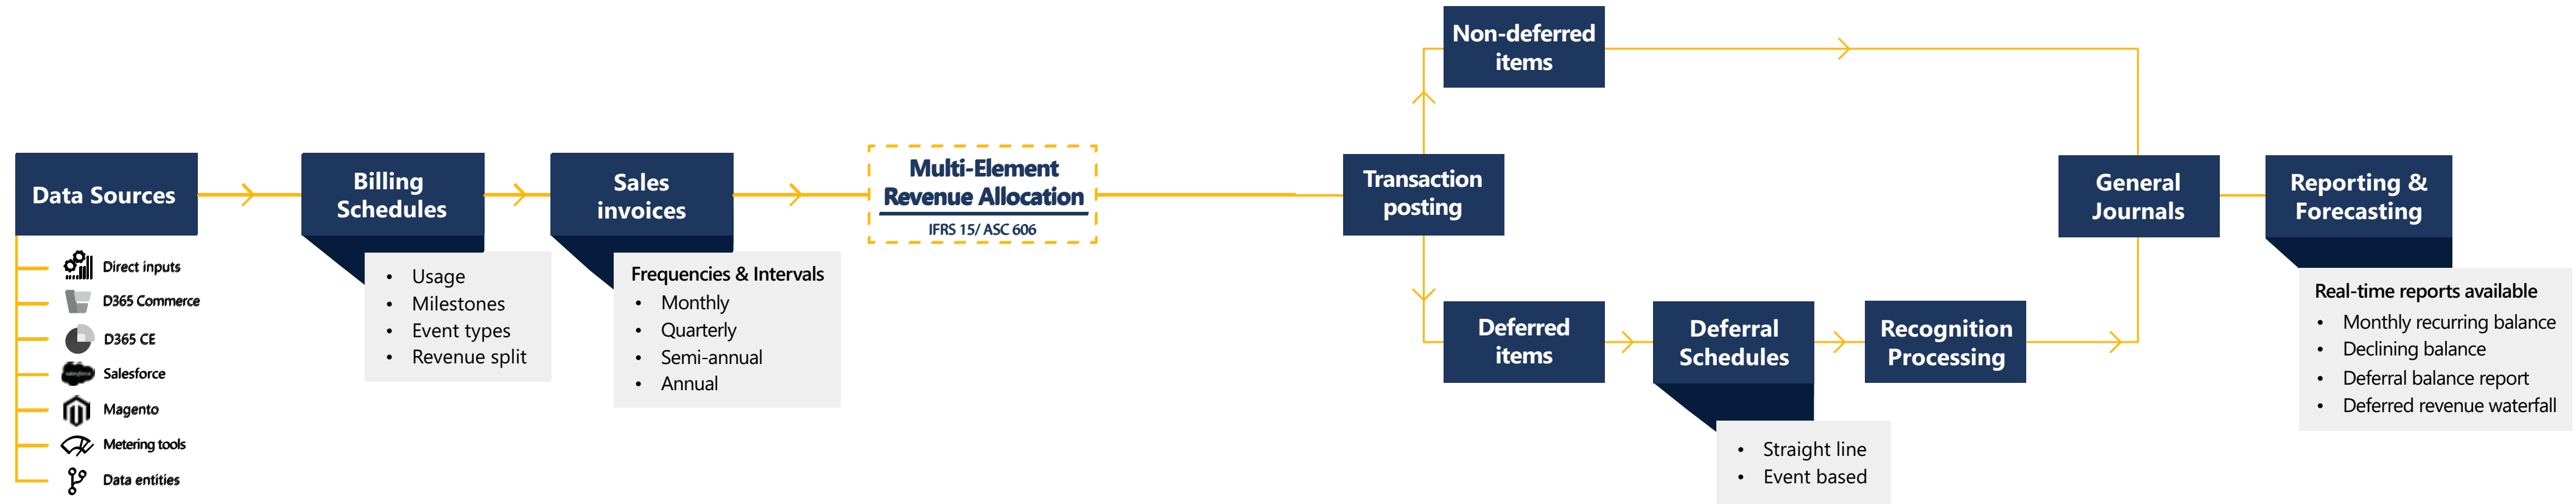 Data Sources
Direct inputs
D365 Commerce
D365 CE
Salesforce
Magento
Metering tools
Data entities
Billing
Schedules
• Usage
• Milestones
• Event types
• Revenue split
Sales
invoices
Frequencies & Intervals
• Monthly
• Quarterly
• Semi-annual
• Annual
Multi-Element
Revenue Allocation
IFRS 15/ ASC 606
Transaction
posting
Non-deferred
items
Deferred
items
Deferral
Schedules
• Straight line
• Event based
Recognition
Processing
General
Journals
Reporting &
Forecasting
Real-time reports available
• Monthly recurring balance
• Declining balance
• Deferral balance report
• Deferred revenue waterfall